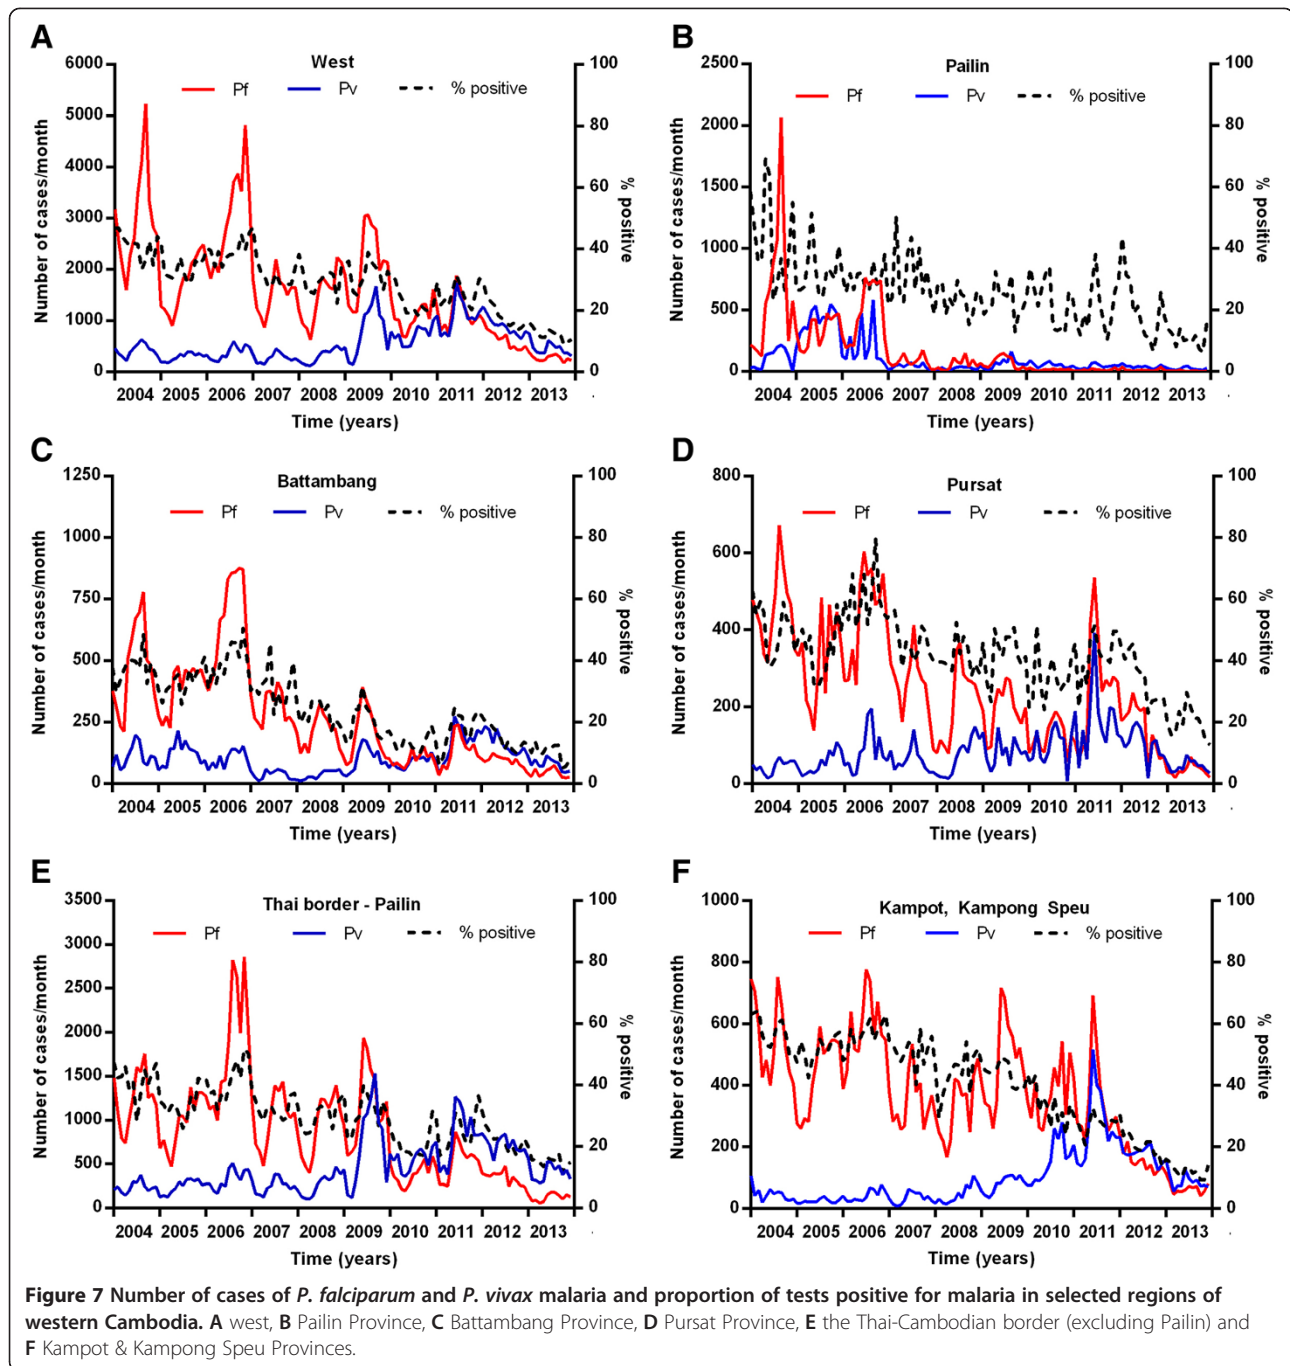 A
West
Pf Pv % positive
6000
5000
4000
3000
2000
1000
0
100
80
60
40
20
0
Number of cases/month
% positive
2004 2005 2006 2007 2008 2009 2010 2011 2012 2013
Time (years)
B
Pailin
Pf Pv % positive
2500
2000
1500
1000
500
0
100
80
60
40
20
0
Number of cases/month
% positive
2004 2005 2006 2007 2008 2009 2010 2011 2012 2013
Time (years)
C
Battambang
Pf Pv % positive
1250
1000
750
500
250
0
100
80
60
40
20
0
Number of cases/month
% positive
2004 2005 2006 2007 2008 2009 2010 2011 2012 2013
Time (years)
D
Pursat
Pf Pv % positive
800
600
400
200
0
100
80
60
40
20
0
Number of cases/month
% positive
2004 2005 2006 2007 2008 2009 2010 2011 2012 2013
Time (years)
E
Thai border - Pailin
Pf Pv % positive
3500
3000
2500
2000
1500
1000
500
0
100
80
60
40
20
0
Number of cases/month
% positive
2004 2005 2006 2007 2008 2009 2010 2011 2012 2013
Time (years)
F
Kampot, Kampong Speu
Pf Pv % positive
1000
800
600
400
200
0
100
80
60
40
20
0
Number of cases/month
% positive
2004 2005 2006 2007 2008 2009 2010 2011 2012 2013
Time (years)
Figure 7 Number of cases of P. falciparum and P. vivax malaria and proportion of tests positive for malaria in selected regions of
western Cambodia. A west, B Pailin Province, C Battambang Province, D Pursat Province, E the Thai-Cambodian border (excluding Pailin) and
F Kampot & Kampong Speu Provinces.